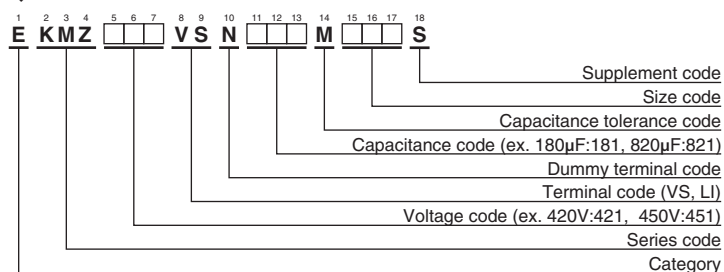 1 2 3 4 5 6 7 8 9 10 11 12 13 14 15 16 17 18
E KMZ □□□ VS N □□□ M □□□ S
Supplement code
Size code
Capacitance tolerance code
Capacitance code (ex. 180µF:181, 820µF:821)
Dummy terminal code
Terminal code (VS, LI)
Voltage code (ex. 420V:421, 450V:451)
Series code
Category